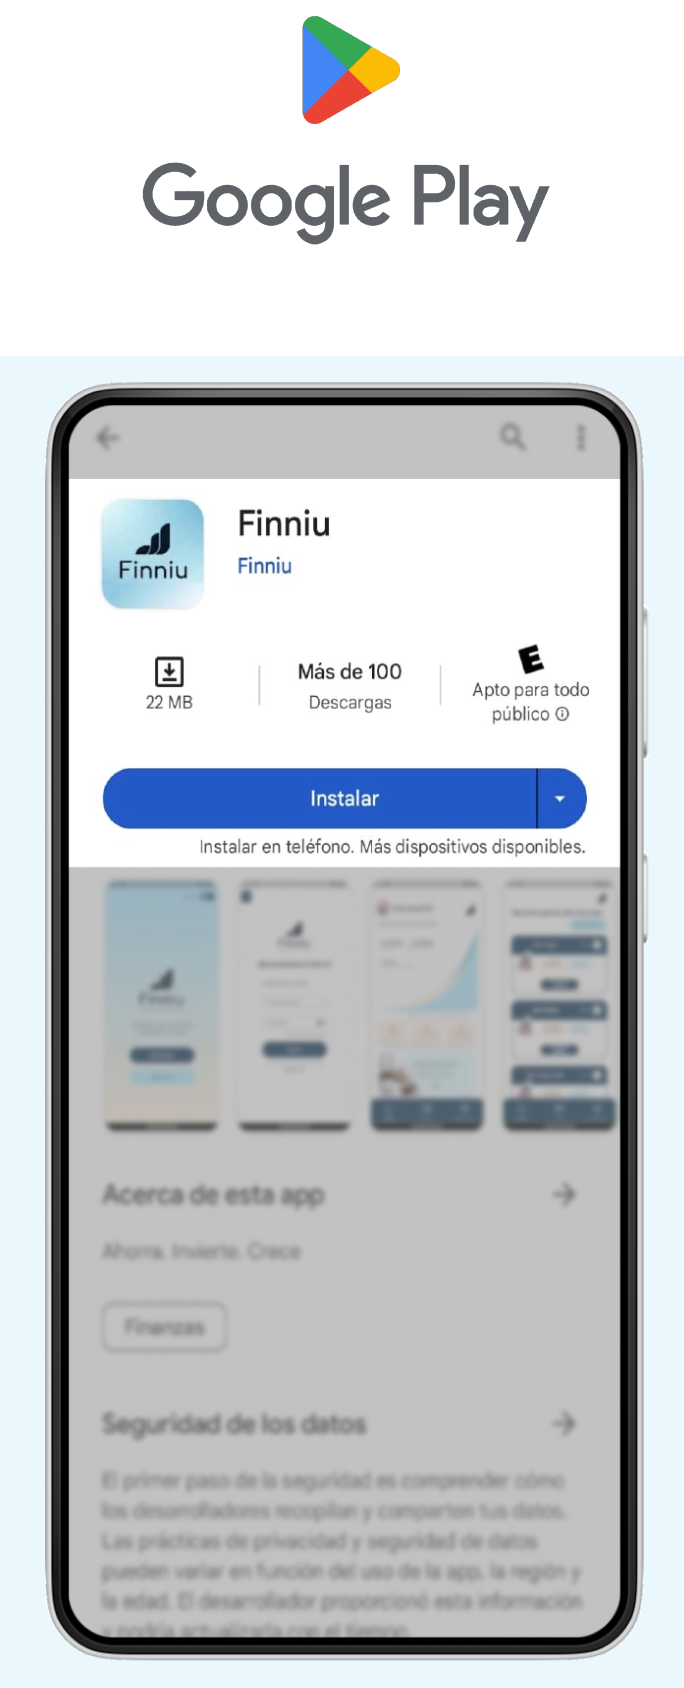 Google Play
Finniu
Finniu
Finniu
22 MB
Más de 100
Descargas
E
Apto para todo
público
Instalar
Instalar en teléfono. Más dispositivos disponibles.
Finniu
Acerca de esta app
Ahorra. Invierte. Crece
Finanzas
Seguridad de los datos
El primer paso de la seguridad es comprender cómo
los desarrolladores recopilan y comparten tus datos.
Las prácticas de privacidad y seguridad de datos
pueden variar en función del uso de la app, la región y
la edad. El desarrollador proporcionó esta información
y podría actualizarla con el tiempo.